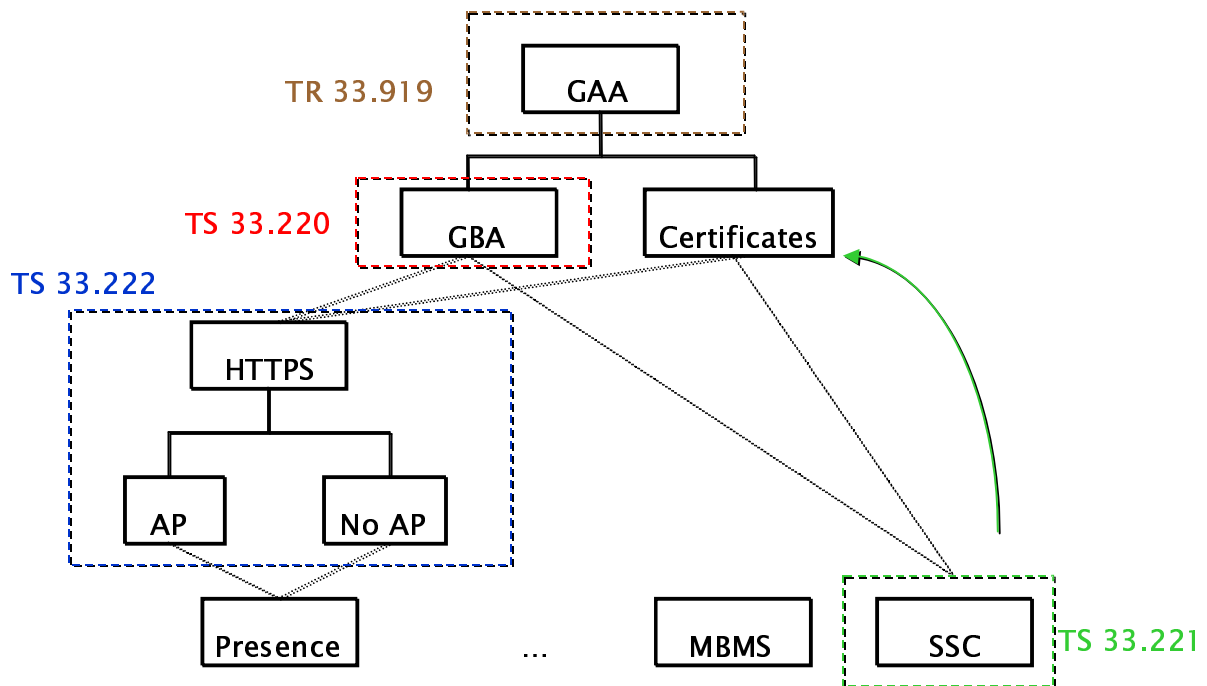 GAA
TR 33.919
TS 33.220
GBA
Certificates
TS 33.222
HTTPS
AP
No AP
Presence
...
MBMS
SSC
TS 33.221